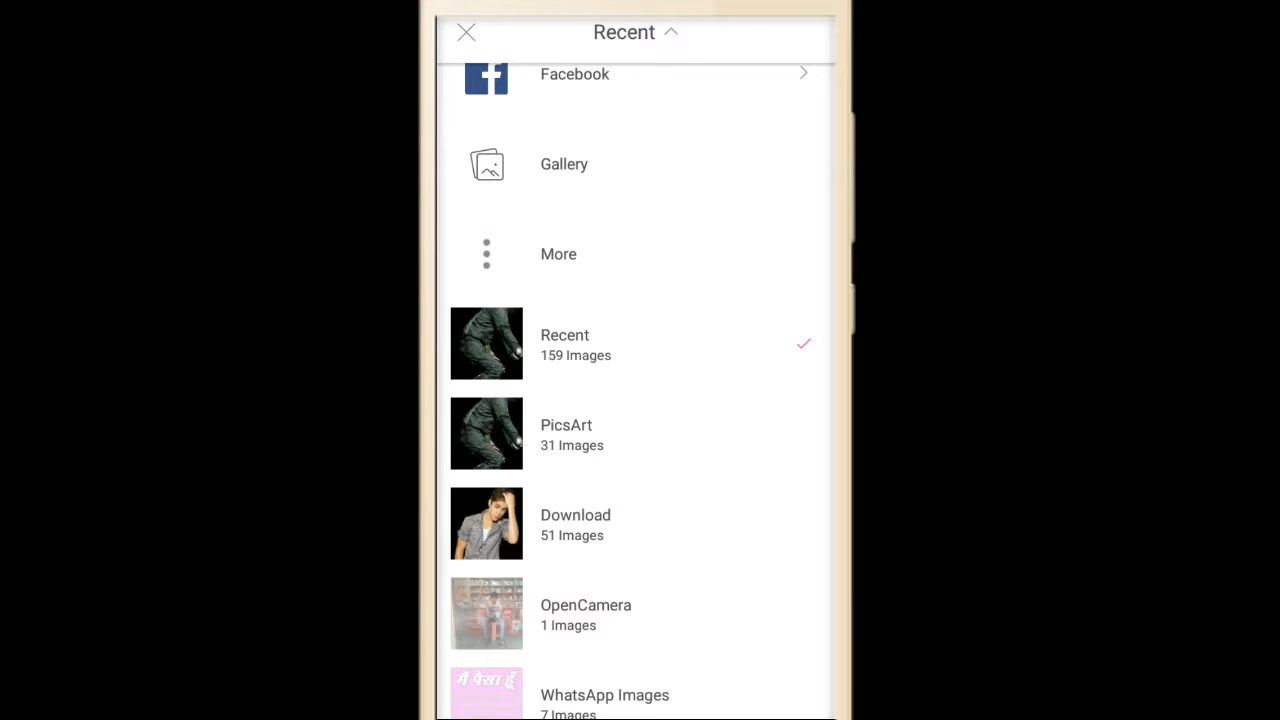 Recent
Facebook
Gallery
More
Recent
159 Images
PicsArt
31 Images
Download
51 Images
OpenCamera
1 Images
मैं पैसा हूँ
WhatsApp Images
7 Images